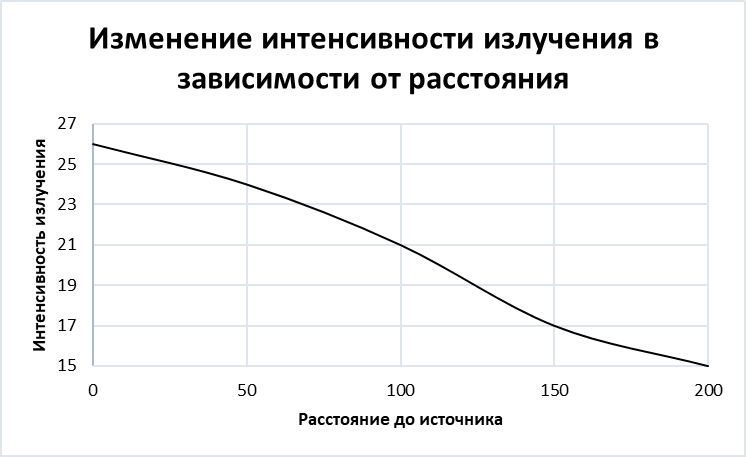 Изменение интенсивности излучения в
зависимости от расстояния
Интенсивность излучения
27
25
23
21
19
17
15
0 50 100 150 200
Расстояние до источника